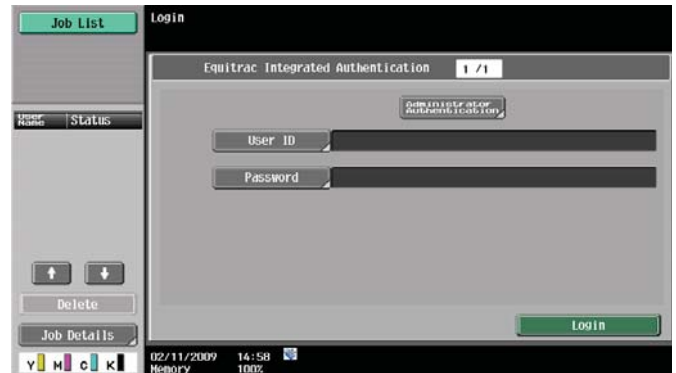 Job List
Login
Equitrac Integrated Authentication 1 /1
Administrator
Authentication
User Name Status
User ID
Password
Delete
Job Details
Login
Y M C K
02/11/2009 14:58
Memory 100%